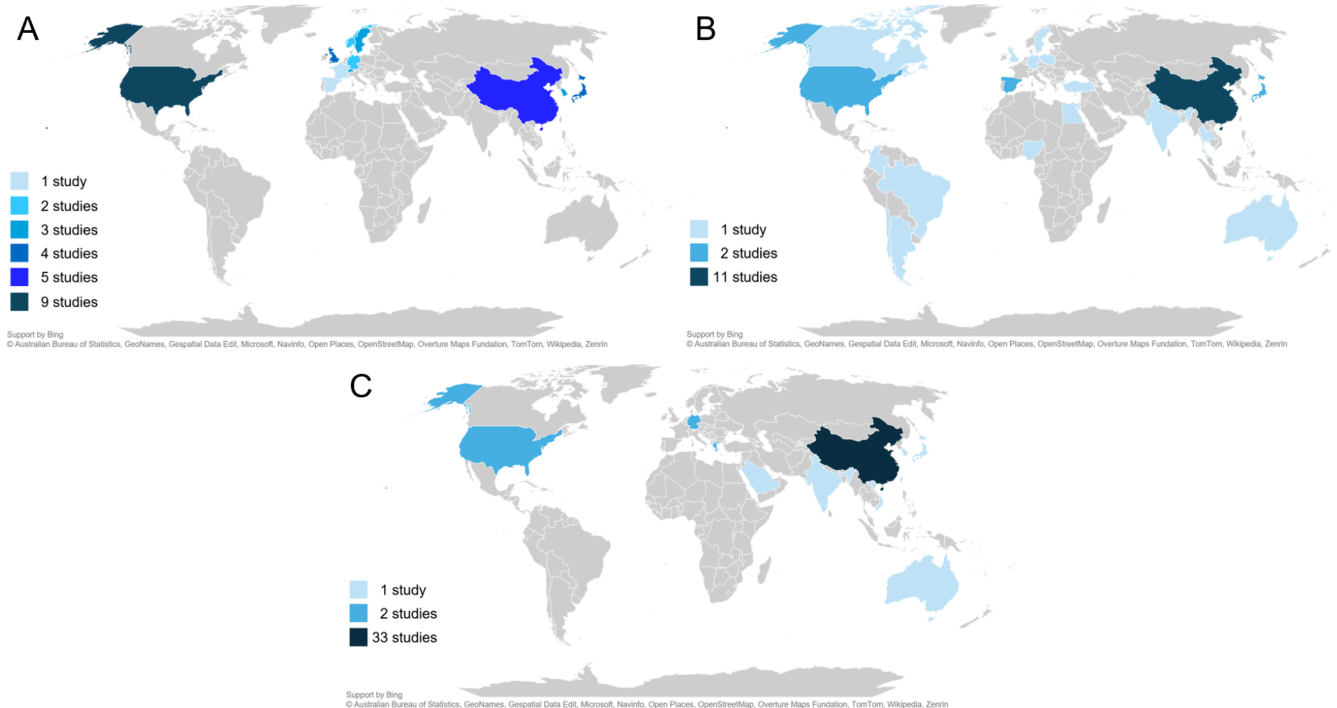 A
1 study
2 studies
3 studies
4 studies
5 studies
9 studies
Support by Bing
© Australian Bureau of Statistics, GeoNames, Gespatial Data Edit, Microsoft, Navinfo, Open Places, OpenStreetMap, Overture Maps Fundation, TomTom, Wikipedia, Zenrin
B
1 study
2 studies
11 studies
Support by Bing
© Australian Bureau of Statistics, GeoNames, Gespatial Data Edit, Microsoft, Navinfo, Open Places, OpenStreetMap, Overture Maps Fundation, TomTom, Wikipedia, Zenrin
C
1 study
2 studies
33 studies
Support by Bing
© Australian Bureau of Statistics, GeoNames, Gespatial Data Edit, Microsoft, Navinfo, Open Places, OpenStreetMap, Overture Maps Fundation, TomTom, Wikipedia, Zenrin